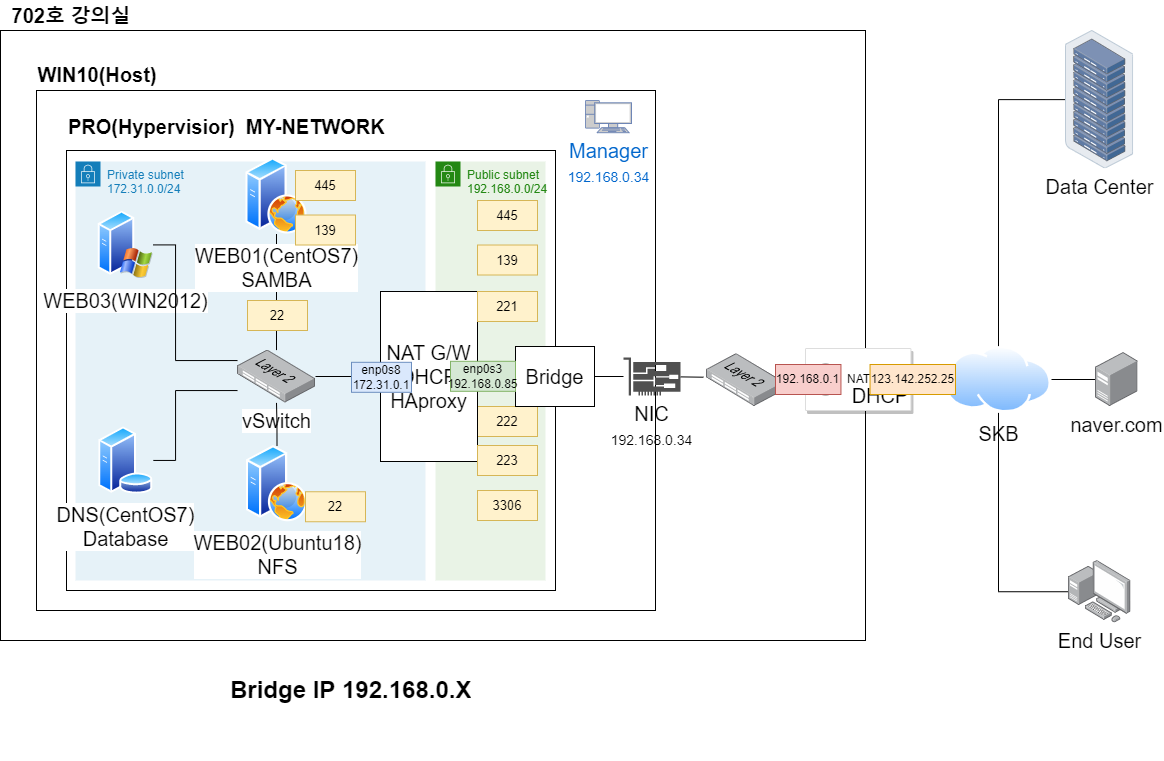 702호 강의실
WIN10(Host)
PRO(Hypervisior) MY-NETWORK
Manager
192.168.0.34
Private subnet
172.31.0.0/24
Public subnet
192.168.0.0/24
445
139
WEB01(CentOS7)
SAMBA
WEB03(WIN2012)
22
Layer 2
vSwitch
enp0s8
172.31.0.1
NAT G/W
DHCP
HAproxy
enp0s3
192.168.0.85
445
139
221
222
223
3306
Bridge
NIC
192.168.0.34
Layer 2
192.168.0.1
NAT
DHCP
123.142.252.25
SKB
Data Center
naver.com
End User
DNS(CentOS7)
Database
22
WEB02(Ubuntu18)
NFS
Bridge IP 192.168.0.X